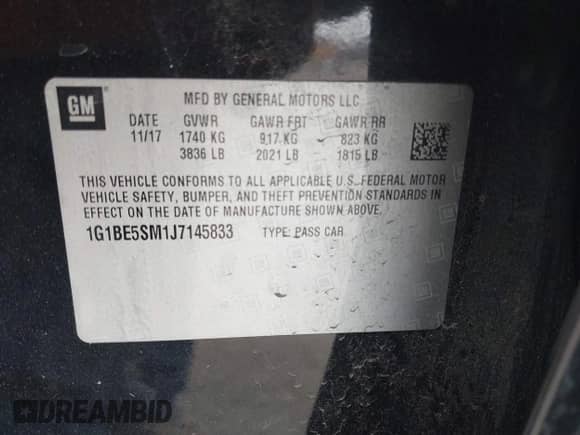 GM
MFD BY GENERAL MOTORS LLC
DATE GVWR GAWR FRT GAWR RR
11/17 1740 KG 917 KG 823 KG
3836 LB 2021 LB 1815 LB
THIS VEHICLE CONFORMS TO ALL APPLICABLE U.S. FEDERAL MOTOR
VEHICLE SAFETY, BUMPER, AND THEFT PREVENTION STANDARDS IN
EFFECT ON THE DATE OF MANUFACTURE SHOWN ABOVE.
1G1BE5SM1J7145833 TYPE: PASS CAR
DREAMBID